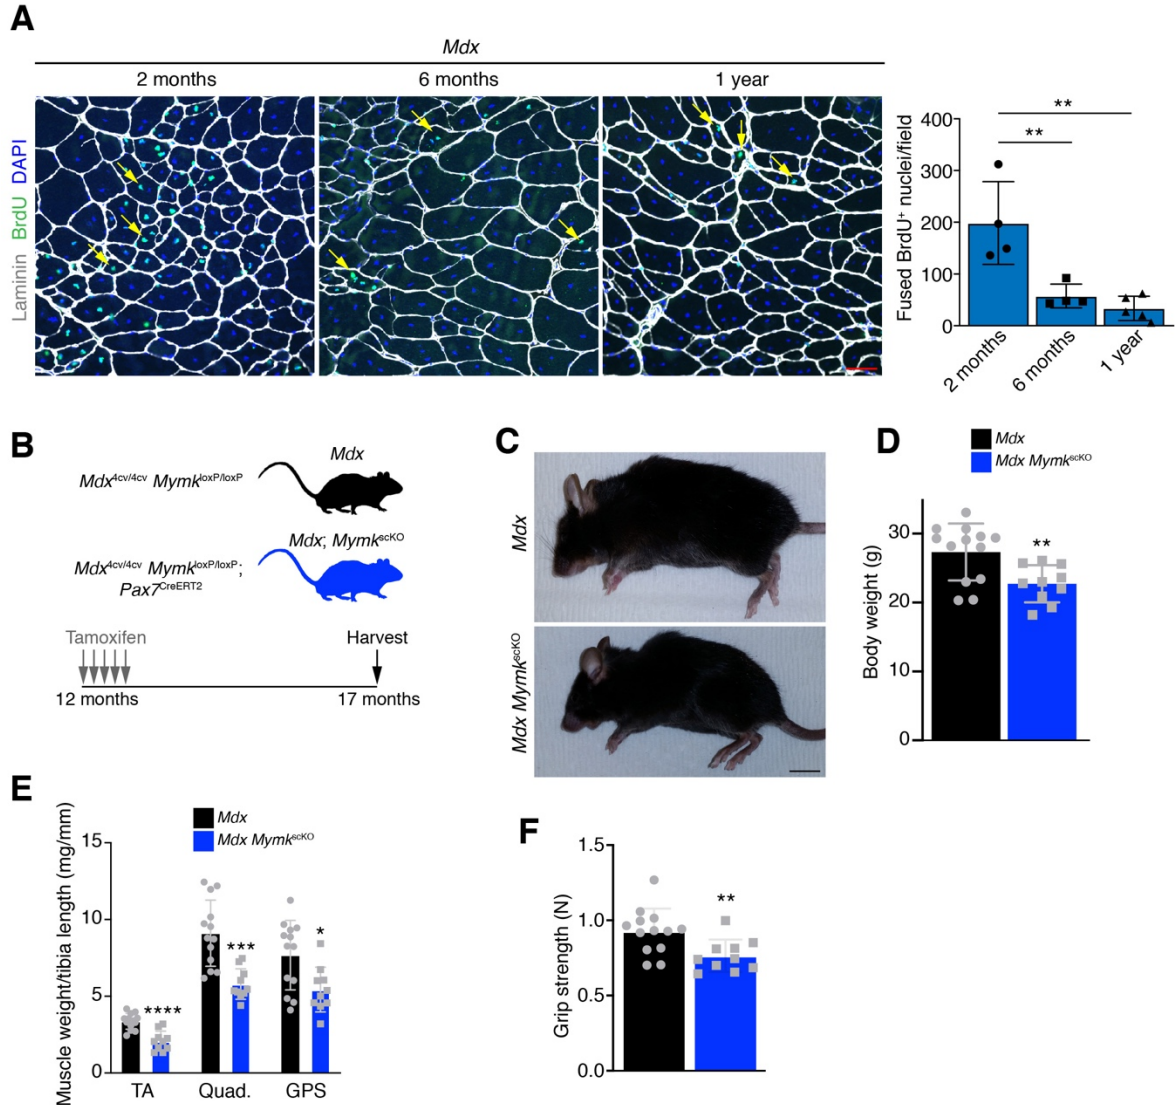 A
Mdx
2 months
6 months
1 year
Laminin BrdU DAPI
Fused BrdU⁺ nuclei/field
400
300
200
100
0
**
**
2 months
6 months
1 year
B
Mdx
Mdx⁴ᶜᵛ/⁴ᶜᵛ Mymkˡᵒˣᴾ/ˡᵒˣᴾ
Mdx; Mymkˢᶜᴷᴼ
Mdx⁴ᶜᵛ/⁴ᶜᵛ Mymkˡᵒˣᴾ/ˡᵒˣᴾ;
Pax7ᶜʳᵉᴱᴿᵀ²
Tamoxifen
Harvest
12 months
17 months
C
Mdx
Mdx Mymkˢᶜᴷᴼ
D
Mdx
Mdx Mymkˢᶜᴷᴼ
Body weight (g)
30
20
10
0
**
E
Mdx
Mdx Mymkˢᶜᴷᴼ
Muscle weight/tibia length (mg/mm)
15
10
5
0
****
***
*
TA
Quad.
GPS
F
Grip strength (N)
1.5
1.0
0.5
0.0
**